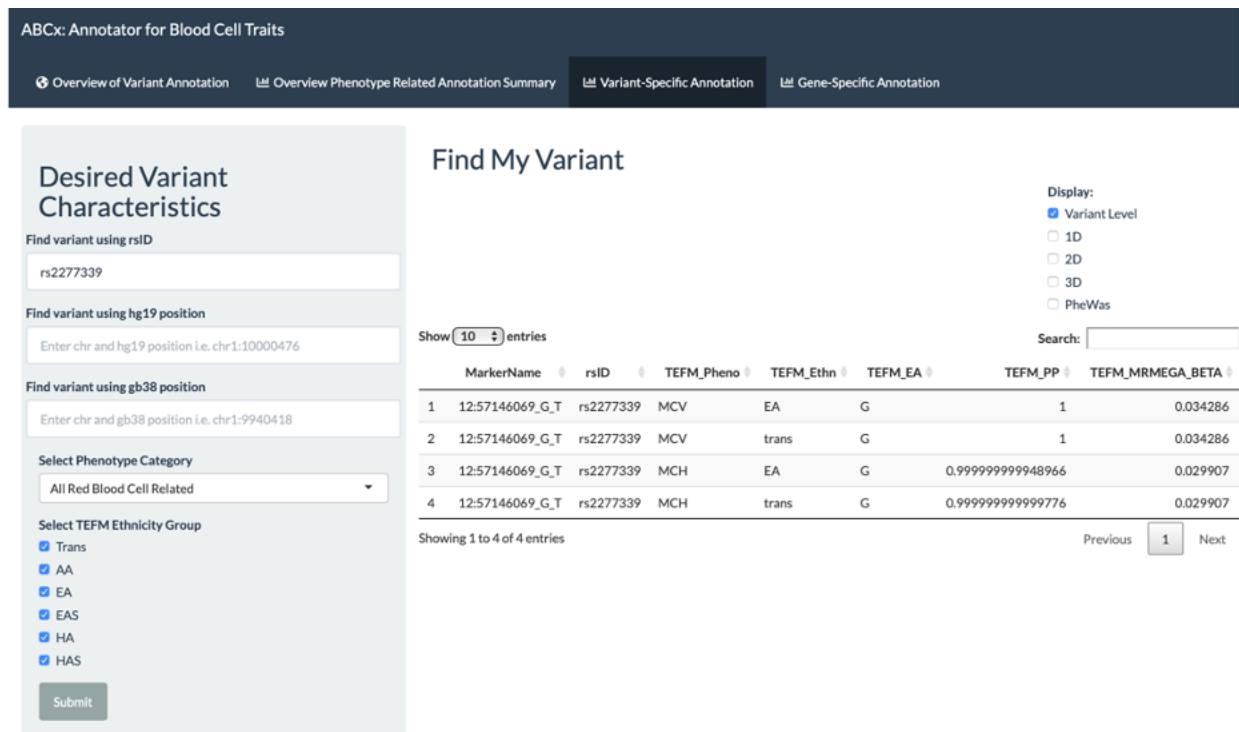 ABCx: Annotator for Blood Cell Traits
Overview of Variant Annotation Overview Phenotype Related Annotation Summary Variant-Specific Annotation Gene-Specific Annotation
Desired Variant
Characteristics
Find variant using rsID
rs2277339
Find variant using hg19 position
Enter chr and hg19 position i.e. chr1:10000476
Find variant using gb38 position
Enter chr and gb38 position i.e. chr1:9940418
Select Phenotype Category
All Red Blood Cell Related
Select TEFM Ethnicity Group
Trans
AA
EA
EAS
HA
HAS
Submit
Find My Variant
Display:
Variant Level
1D
2D
3D
PheWas
Show 10 entries
Search:
MarkerName rsID TEFM_Pheno TEFM_Ethn TEFM_EA TEFM_PP TEFM_MRMEGA_BETA
1 12:57146069_G_T rs2277339 MCV EA G 1 0.034286
2 12:57146069_G_T rs2277339 MCV trans G 1 0.034286
3 12:57146069_G_T rs2277339 MCH EA G 0.999999999948966 0.029907
4 12:57146069_G_T rs2277339 MCH trans G 0.999999999999776 0.029907
Showing 1 to 4 of 4 entries
Previous 1 Next